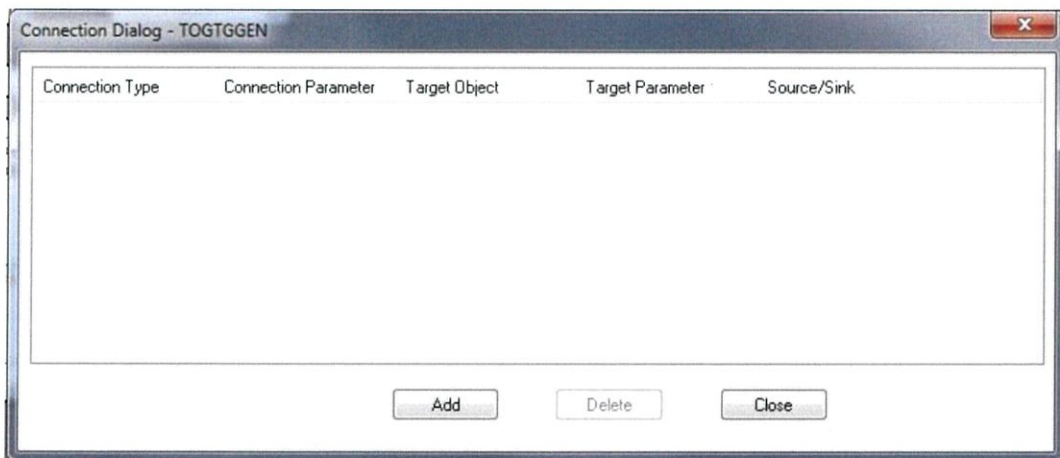 Connection Dialog - TOGTGGEN
Connection Type Connection Parameter Target Object Target Parameter Source/Sink
Add Delete Close